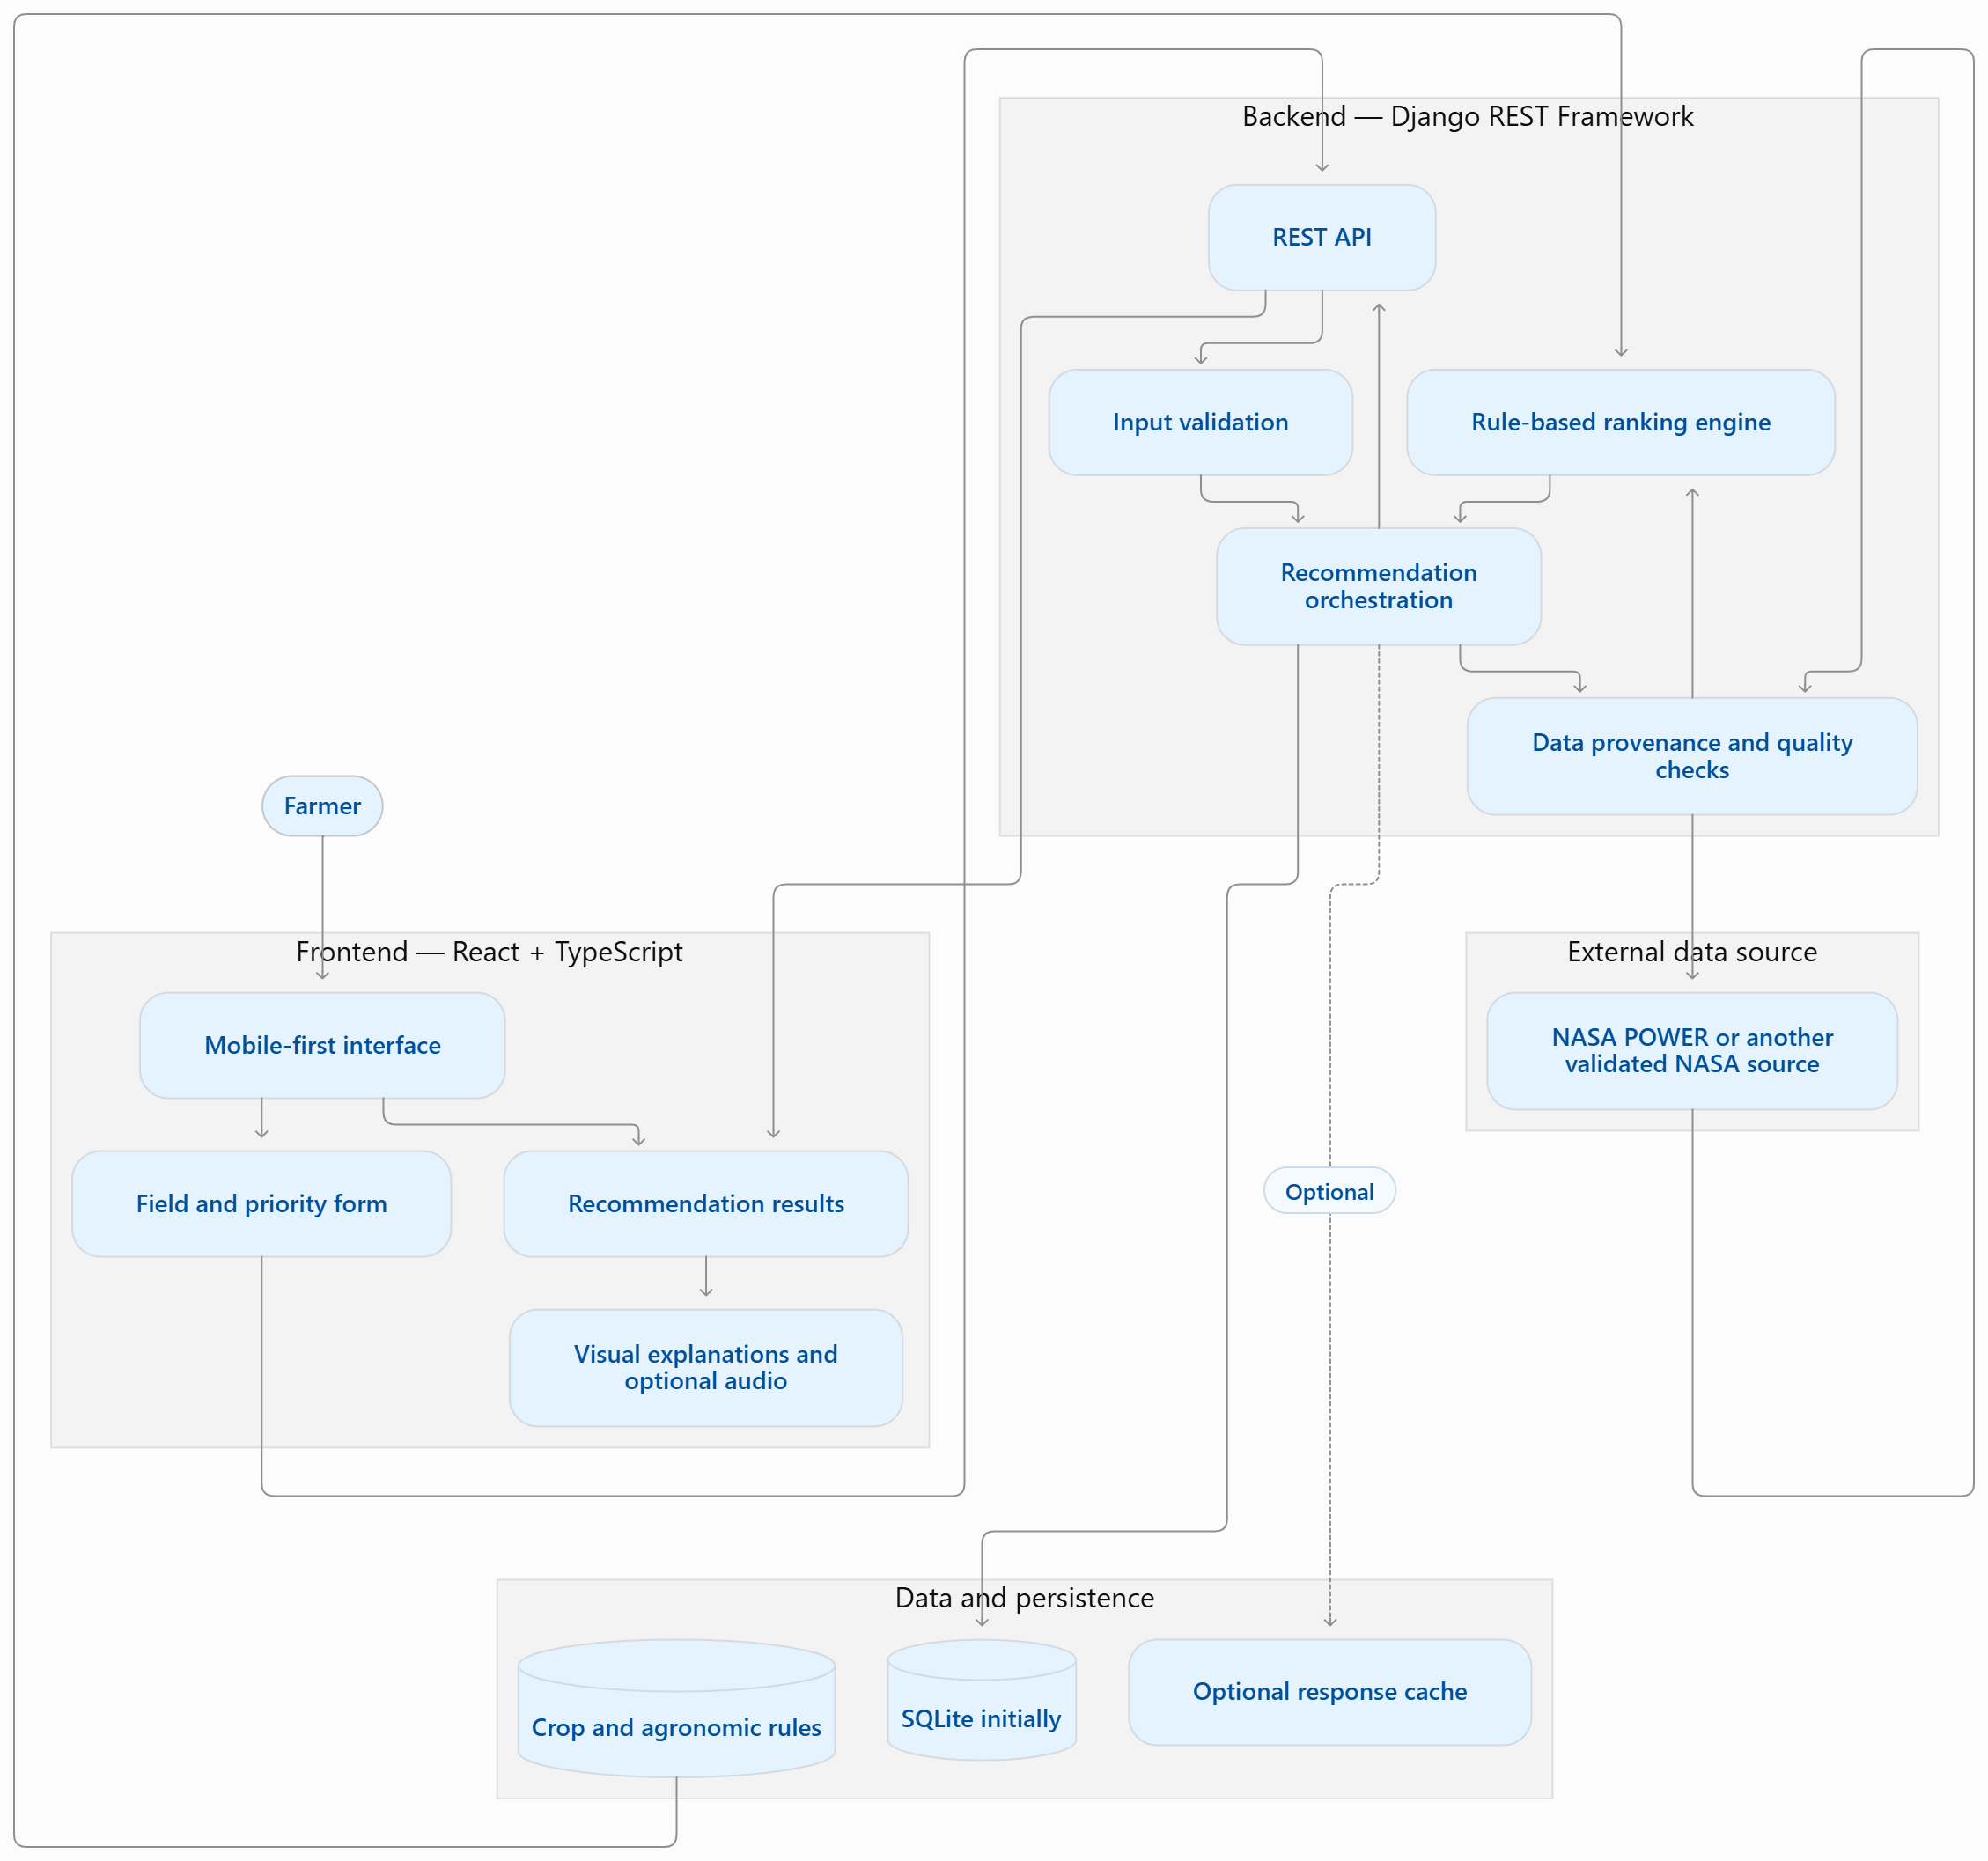 Backend — Django REST Framework
REST API
Input validation
Rule-based ranking engine
Recommendation
orchestration
Data provenance and quality
checks
Farmer
Frontend — React + TypeScript
Mobile-first interface
Field and priority form
Recommendation results
Visual explanations and
optional audio
External data source
NASA POWER or another
validated NASA source
Optional
Data and persistence
Crop and agronomic rules
SQLite initially
Optional response cache